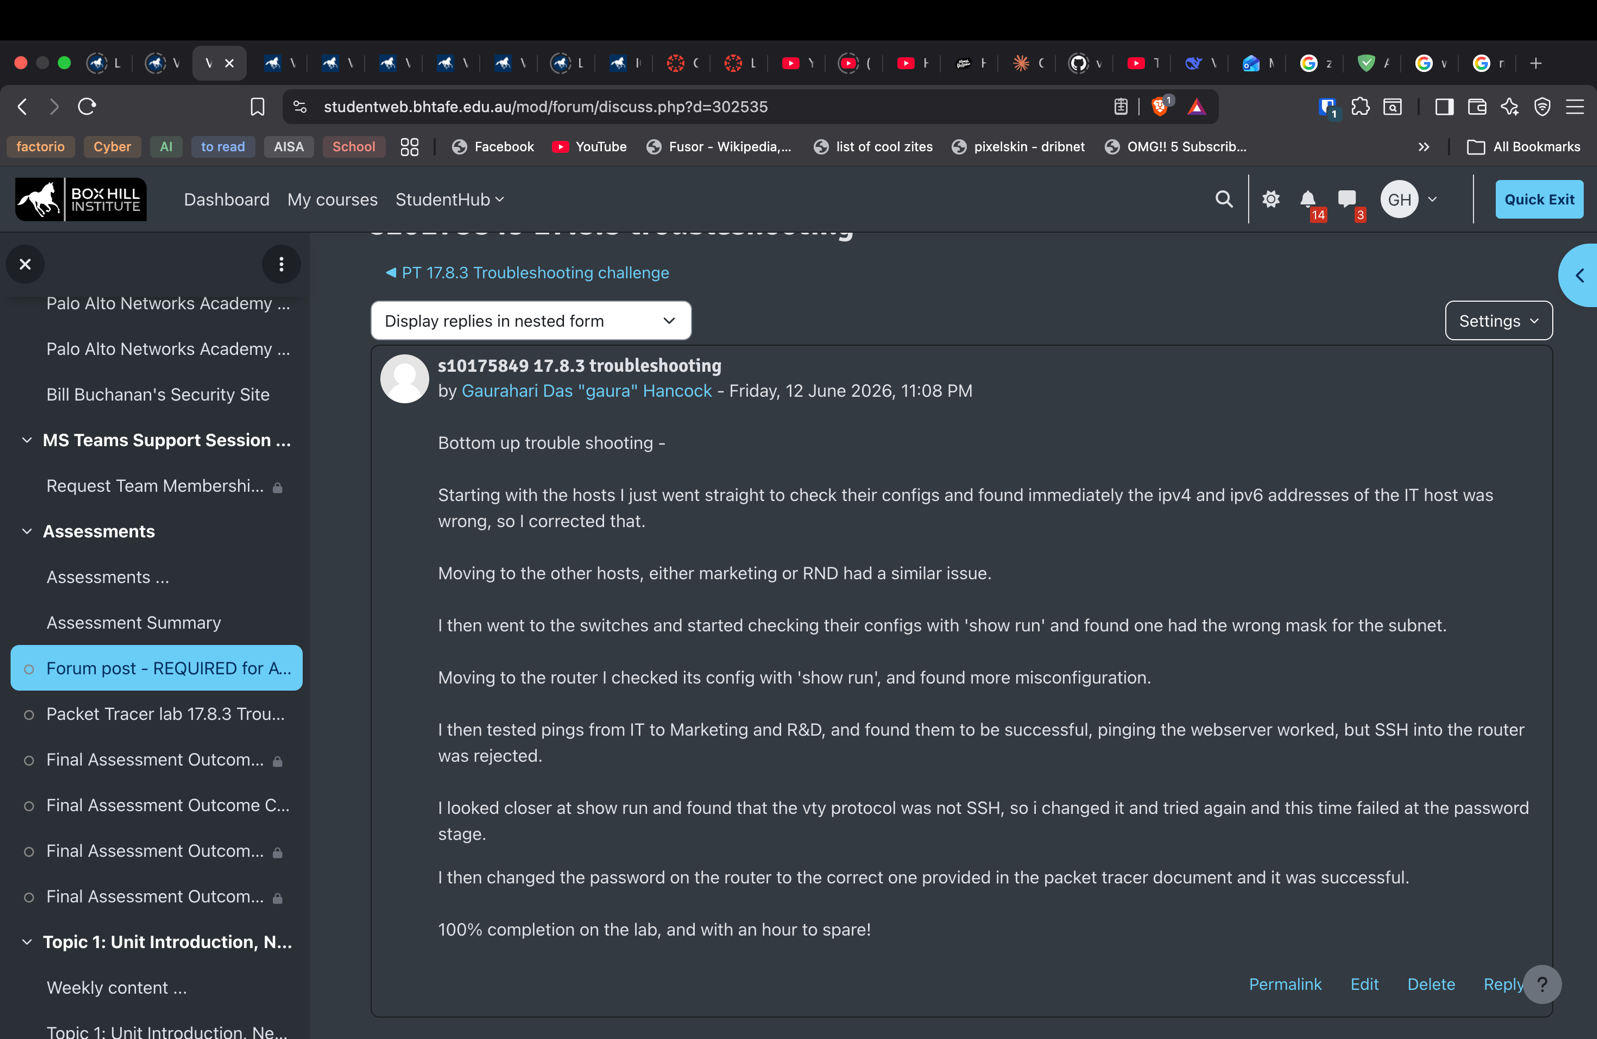 studentweb.bhtafe.edu.au/mod/forum/discuss.php?d=302535
1
1
factorio
Cyber
AI
to read
AISA
School
Facebook
YouTube
Fusor - Wikipedia,...
list of cool zites
pixelskin - dribnet
OMG!! 5 Subscrib...
All Bookmarks
BOX HILL
INSTITUTE
Dashboard
My courses
StudentHub
14
3
GH
Quick Exit
Palo Alto Networks Academy ...
Palo Alto Networks Academy ...
Bill Buchanan's Security Site
MS Teams Support Session ...
Request Team Membershi...
Assessments
Assessments ...
Assessment Summary
Forum post - REQUIRED for A...
Packet Tracer lab 17.8.3 Trou...
Final Assessment Outcom...
Final Assessment Outcome C...
Final Assessment Outcom...
Final Assessment Outcom...
Topic 1: Unit Introduction, N...
Weekly content ...
Topic 1: Unit Introduction, Ne...
s10175849 17.8.3 troubleshooting
◄ PT 17.8.3 Troubleshooting challenge
Display replies in nested form
Settings
s10175849 17.8.3 troubleshooting
by Gaurahari Das "gaura" Hancock - Friday, 12 June 2026, 11:08 PM
Bottom up trouble shooting -
Starting with the hosts I just went straight to check their configs and found immediately the ipv4 and ipv6 addresses of the IT host was
wrong, so I corrected that.
Moving to the other hosts, either marketing or RND had a similar issue.
I then went to the switches and started checking their configs with 'show run' and found one had the wrong mask for the subnet.
Moving to the router I checked its config with 'show run', and found more misconfiguration.
I then tested pings from IT to Marketing and R&D, and found them to be successful, pinging the webserver worked, but SSH into the router
was rejected.
I looked closer at show run and found that the vty protocol was not SSH, so i changed it and tried again and this time failed at the password
stage.
I then changed the password on the router to the correct one provided in the packet tracer document and it was successful.
100% completion on the lab, and with an hour to spare!
Permalink
Edit
Delete
Reply
?